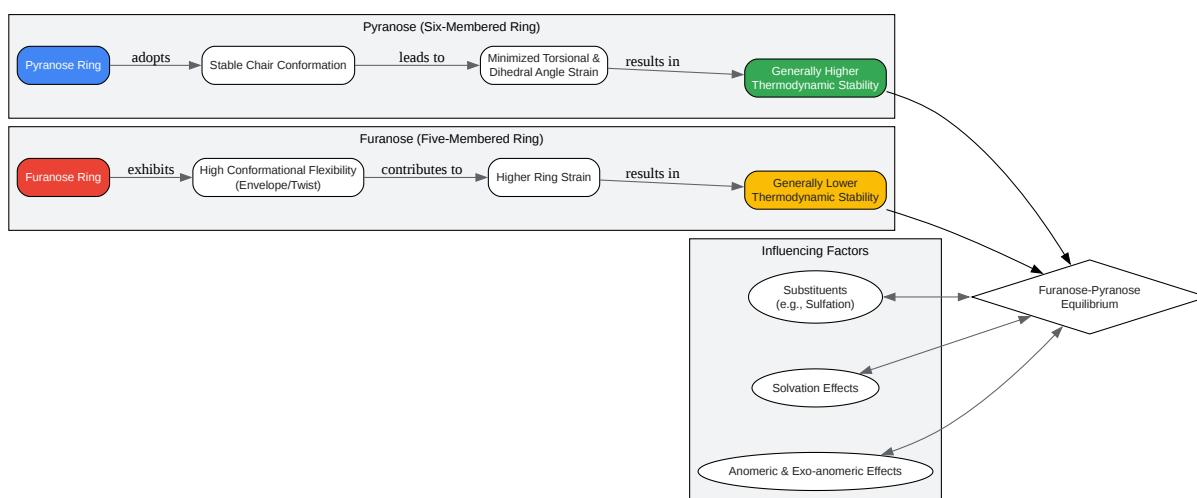 Pyranose (Six-Membered Ring)
Pyranose Ring
adopts
Stable Chair Conformation
leads to
Minimized Torsional &
Dihedral Angle Strain
results in
Generally Higher
Thermodynamic Stability
Furanose (Five-Membered Ring)
Furanose Ring
exhibits
High Conformational Flexibility
(Envelope/Twist)
contributes to
Higher Ring Strain
results in
Generally Lower
Thermodynamic Stability
Influencing Factors
Substituents
(e.g., Sulfation)
Furanose-Pyranose
Equilibrium
Solvation Effects
Anomeric & Exo-anomeric Effects